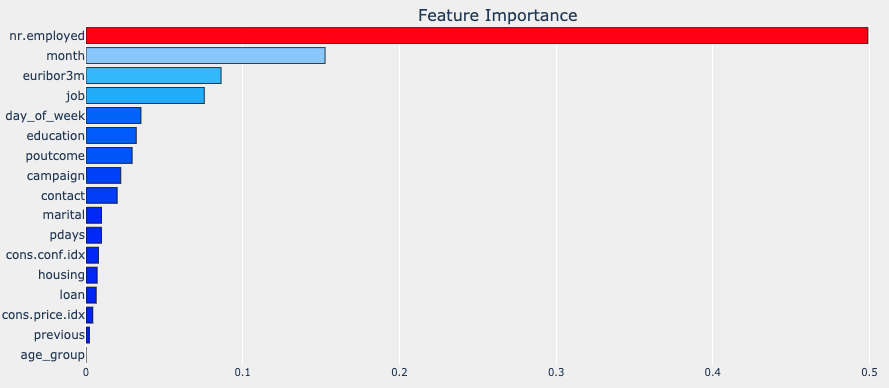 Feature Importance
nr.employed
month
euribor3m
job
day_of_week
education
poutcome
campaign
contact
marital
pdays
cons.conf.idx
housing
loan
cons.price.idx
previous
age_group
0 0.1 0.2 0.3 0.4 0.5